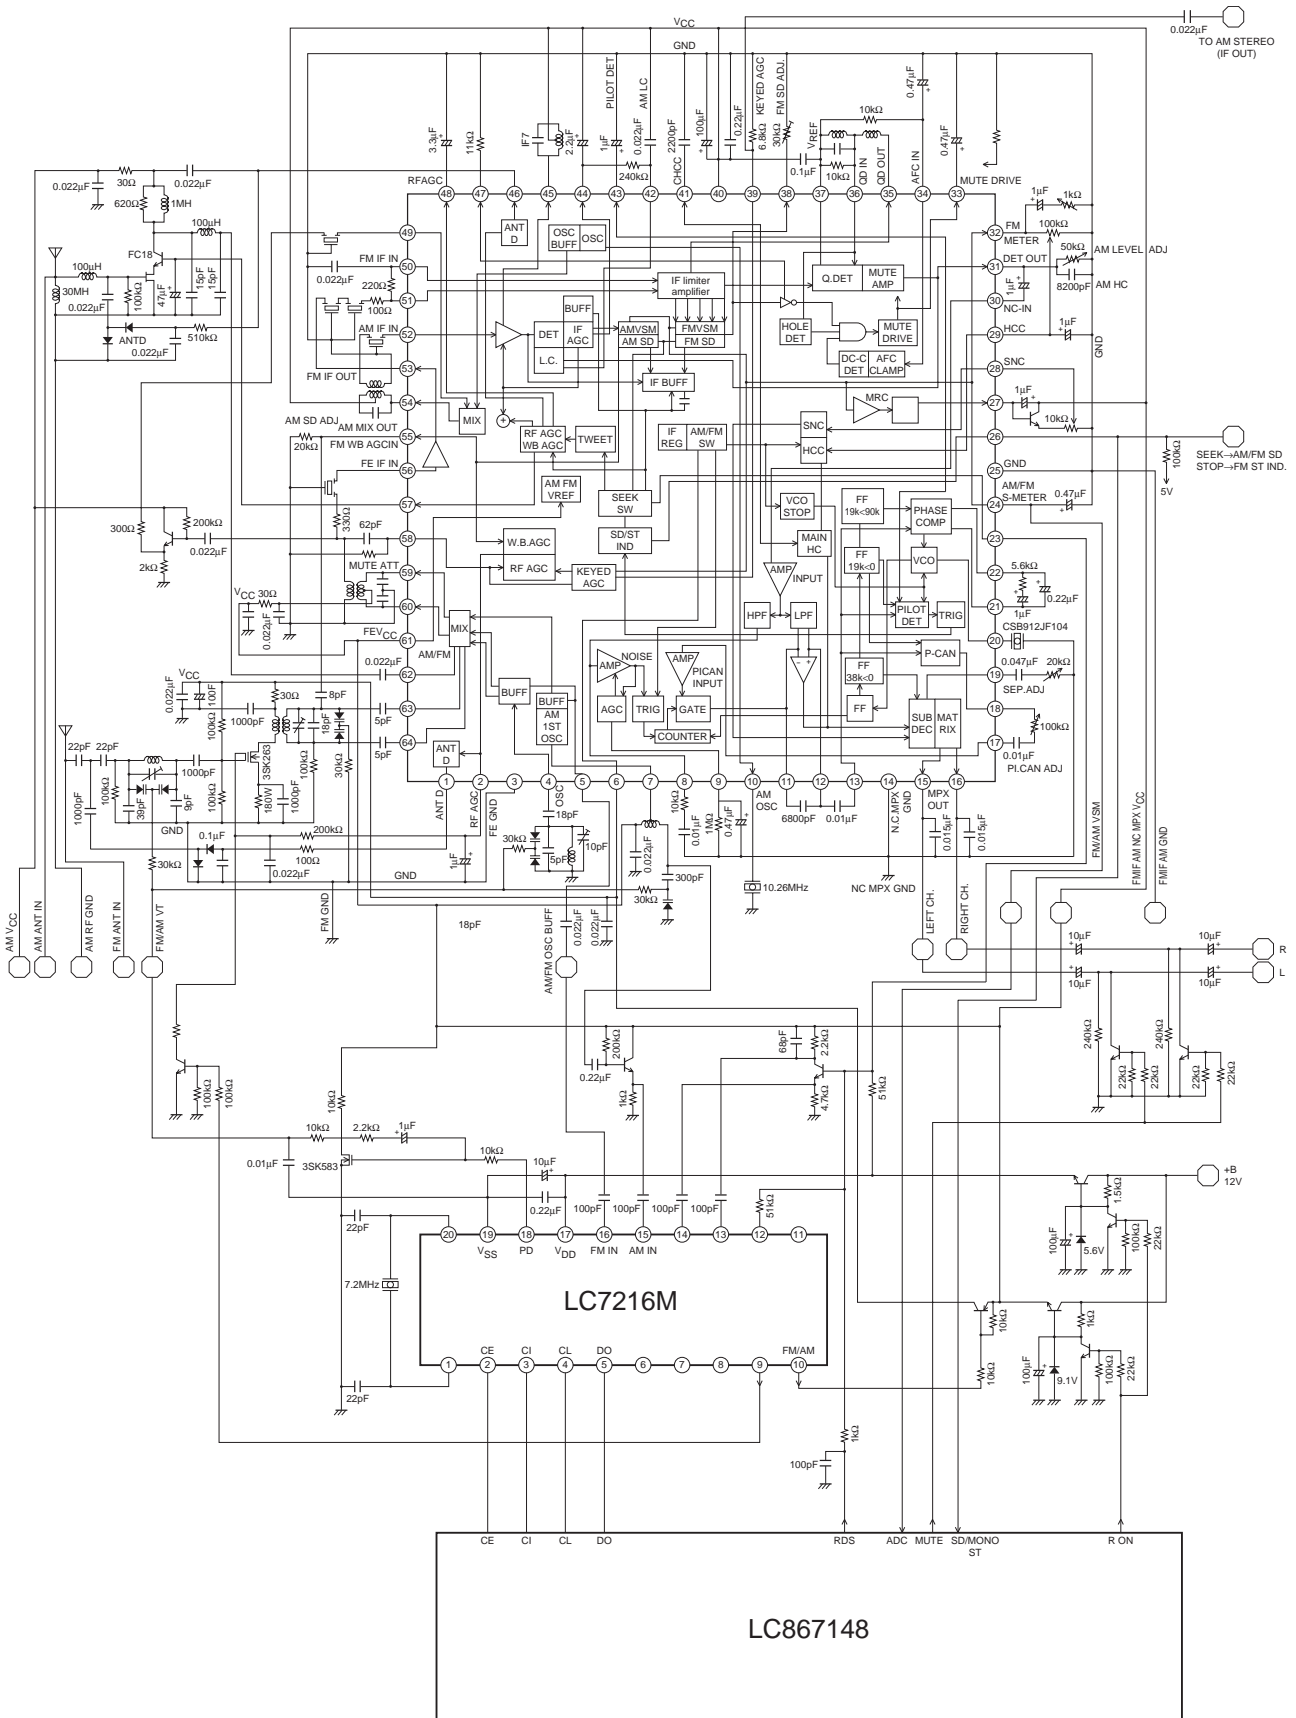 VCC
GND
0.022μF
TO AM STEREO
(IF OUT)
3.3μF
11kΩ
IF7
2.2μF
PILOT DET
1μF
AM LC
0.022μF
240kΩ
2200pF
CHCC
100μF
0.22μF
KEYED AGC
6.8kΩ
FM SD ADJ.
30kΩ
0.1μF
VREF
10kΩ
10kΩ
QD IN
QD OUT
AFC IN
0.47μF
0.47μF
MUTE DRIVE
RFAGC
48
47
46
45
44
43
42
41
40
39
38
37
36
35
34
33
0.022μF
30Ω
0.022μF
620Ω
1MH
100μH
FC18
100μH
30MH
0.022μF
100kΩ
47μF
15pF
15pF
ANTD
0.022μF
510kΩ
49
FM IF IN
50
0.022μF
220Ω
51
100Ω
AM IF IN
52
53
FM IF OUT
54
AM SD ADJ
AM MIX OUT
55
20kΩ
FM WB AGCIN
FE IF IN
56
57
330Ω
300Ω
200kΩ
62pF
58
0.022μF
2kΩ
MUTE ATT
59
60
VCC
30Ω
0.022μF
FEVCC
61
AM/FM
62
0.022μF
63
64
ANT
D
OSC
BUFF
OSC
IF limiter
amplifier
Q.DET
MUTE
AMP
BUFF
DET
IF
AGC
L.C.
AMVSM
AM SD
FMVSM
FM SD
HOLE
DET
MUTE
DRIVE
DC-C
DET
AFC
CLAMP
IF BUFF
MIX
RF AGC
WB AGC
TWEET
IF
REG
AM/FM
SW
MRC
SNC
HCC
AM FM
VREF
SEEK
SW
VCO
STOP
FF
19k<90k
PHASE
COMP
W.B.AGC
RF AGC
SD/ST
IND
MAIN
HC
FF
19k<0
VCO
KEYED
AGC
AMP
INPUT
HPF
LPF
PILOT
DET
TRIG
MIX
NOISE
AMP
AMP
PICAN
INPUT
P-CAN
FF
38k<0
BUFF
BUFF
AM
1ST
OSC
AGC
TRIG
GATE
COUNTER
FF
SUB
DEC
MAT
RIX
ANT
D
32
FM
METER
1μF
1kΩ
100kΩ
50kΩ
AM LEVEL ADJ
31
DET OUT
8200pF
AM HC
1μF
30
NC-IN
29
HCC
1μF
GND
28
SNC
1μF
27
10kΩ
26
100kΩ
5V
SEEK→AM/FM SD
STOP→FM ST IND.
25
GND
AM/FM
S-METER
24
0.47μF
23
22
5.6kΩ
0.22μF
21
1μF
CSB912JF104
20
0.047μF
20kΩ
19
SEP.ADJ
18
100kΩ
17
0.01μF
PI.CAN ADJ
VCC
0.022μF
100F
30Ω
8pF
5pF
5pF
1000pF
100kΩ
18pF
22pF
22pF
1000pF
3SK263
100kΩ
39pF
9pF
100kΩ
180W
1000pF
100kΩ
30kΩ
1000pF
GND
0.1μF
200kΩ
100Ω
0.022μF
30kΩ
1μF
GND
FM GND
18pF
1
2
3
4
5
6
7
8
9
10
11
12
13
14
15
16
ANT D
RF AGC
FE GND
OSC
18pF
30kΩ
5pF
10pF
0.022μF
300pF
30kΩ
10kΩ
0.01μF
1MΩ
0.47μF
AM
OSC
10.26MHz
6800pF
0.01μF
N.C.MPX
GND
NC MPX GND
MPX
OUT
0.015μF
0.015μF
LEFT CH.
RIGHT CH.
FM/AM VSM
FMIF AM NC MPX VCC
FMIF AM GND
AM VCC
AM ANT IN
AM RF GND
FM ANT IN
FM/AM VT
AM/FM OSC BUFF
0.022μF
0.022μF
10μF
10μF
R
10μF
10μF
L
240kΩ
240kΩ
22kΩ
22kΩ
22kΩ
22kΩ
100kΩ
100kΩ
10kΩ
200kΩ
0.22μF
1kΩ
68pF
2.2kΩ
4.7kΩ
51kΩ
10kΩ
2.2kΩ
1μF
0.01μF
3SK583
10kΩ
10μF
0.22μF
100pF
100pF
100pF
100pF
51kΩ
+B
12V
1.5kΩ
100μF
5.6V
100kΩ
22kΩ
22pF
7.2MHz
22pF
20
19
18
17
16
15
14
13
12
11
VSS
PD
VDD
FM IN
AM IN
LC7216M
CE
CI
CL
DO
FM/AM
1
2
3
4
5
6
7
8
9
10
10kΩ
10kΩ
1kΩ
100μF
9.1V
100kΩ
22kΩ
1kΩ
100pF
CE
CI
CL
DO
RDS
ADC
MUTE
SD/MONO
ST
R ON
LC867148